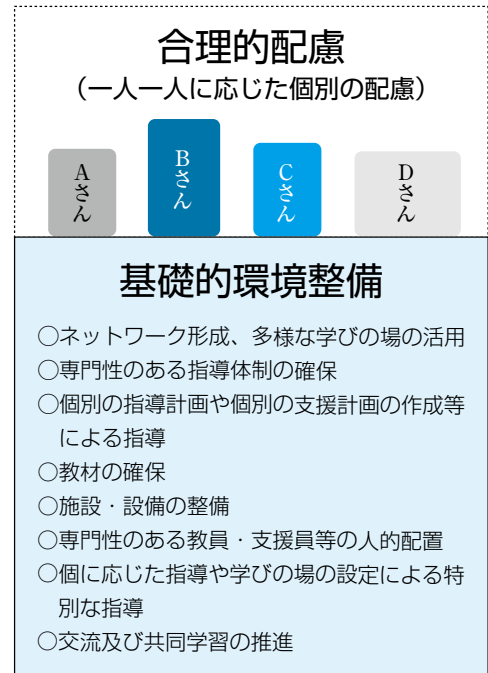 合理的配慮
（一人一人に応じた個別の配慮）
Aさん
Bさん
Cさん
Dさん
基礎的環境整備
○ネットワーク形成、多様な学びの場の活用
○専門性のある指導体制の確保
○個別の指導計画や個別の支援計画の作成等
による指導
○教材の確保
○施設・設備の整備
○専門性のある教員・支援員等の人的配置
○個に応じた指導や学びの場の設定による特
別な指導
○交流及び共同学習の推進